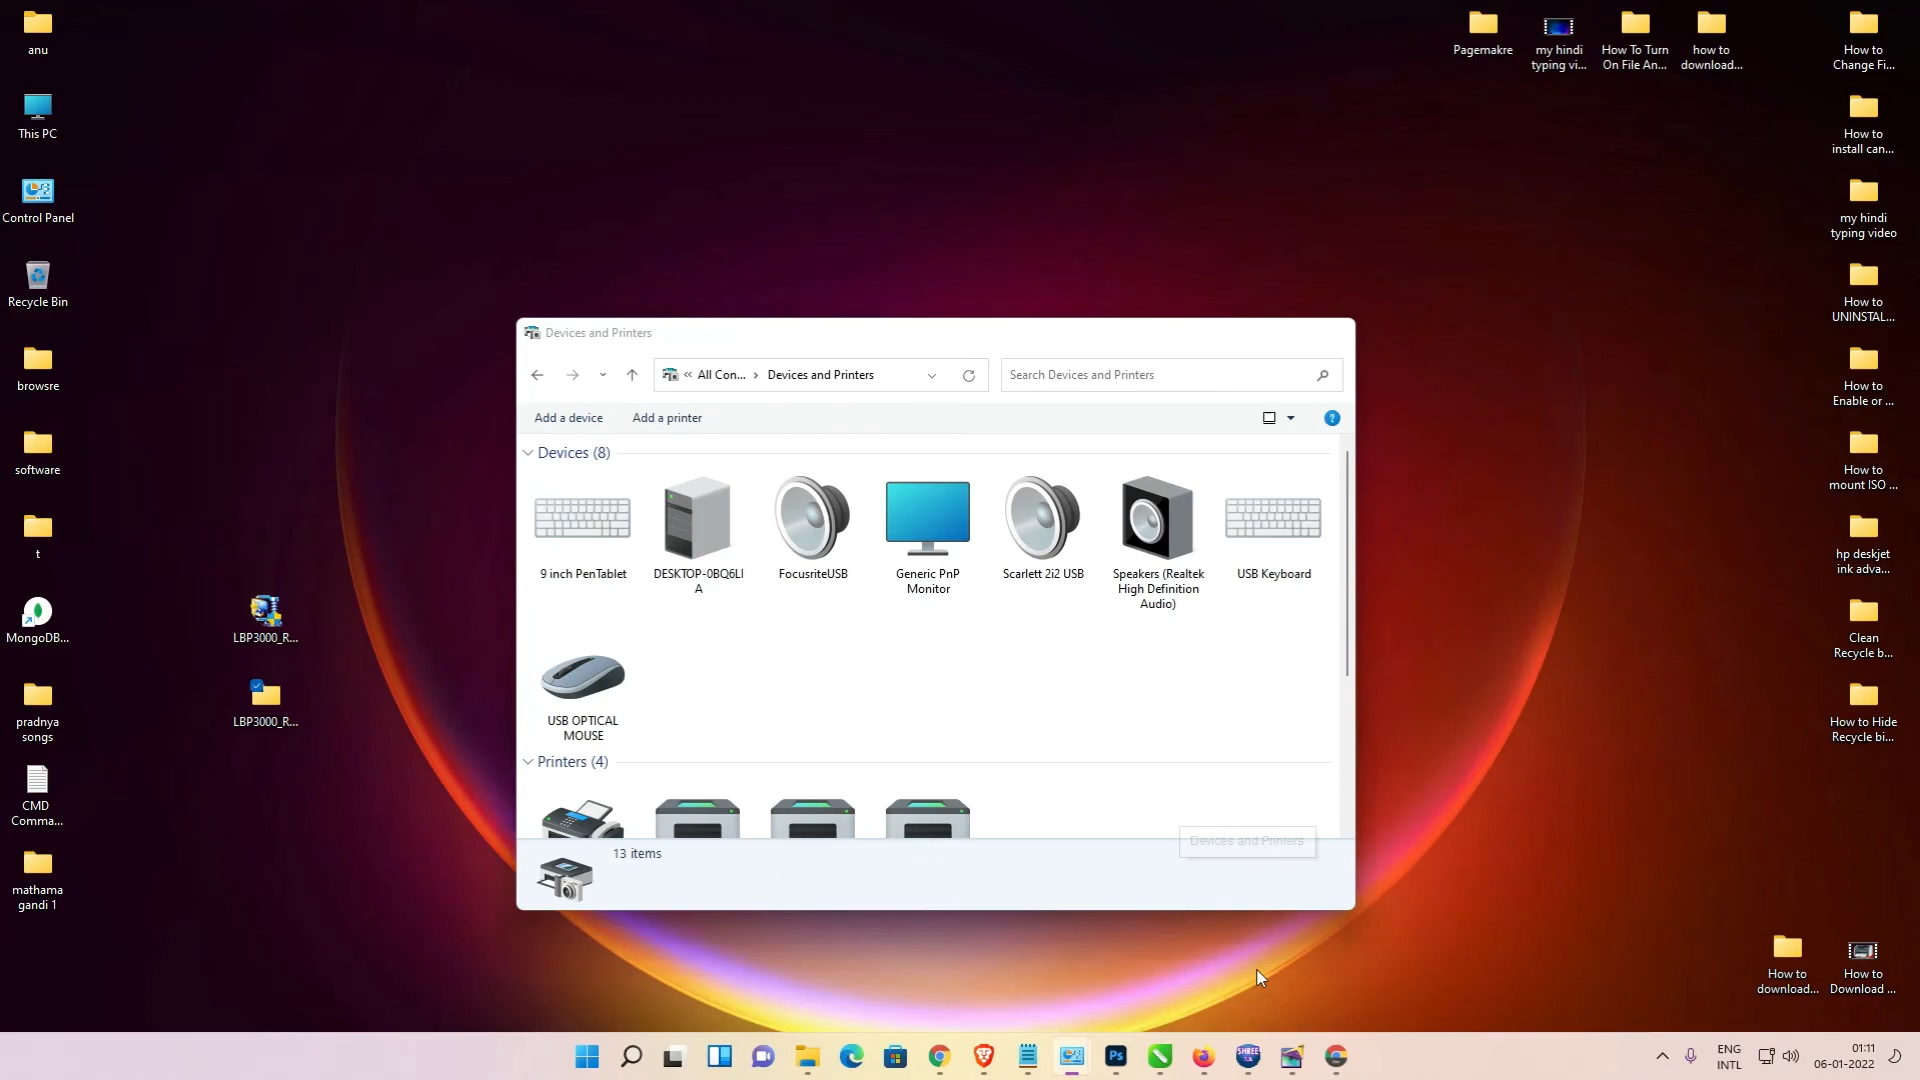 anu
This PC
Control Panel
Recycle Bin
browsre
software
t
MongoDB...
pradnya
songs
CMD
Comma...
mathama
gandi 1
LBP3000_R...
LBP3000_R...
Pagemakre
my hindi
typing vi...
How To Turn
On File An...
how to
download...
How to
Change Fi...
How to
install can...
my hindi
typing video
How to
UNINSTAL...
How to
Enable or ...
How to
mount ISO ...
hp deskjet
ink adva...
Clean
Recycle b...
How to Hide
Recycle bi...
How to
download...
How to
Download ...
Devices and Printers
« All Con... > Devices and Printers
Search Devices and Printers
Add a device
Add a printer
Devices (8)
9 inch PenTablet
DESKTOP-0BQ6LI
A
FocusriteUSB
Generic PnP
Monitor
Scarlett 2i2 USB
Speakers (Realtek
High Definition
Audio)
USB Keyboard
USB OPTICAL
MOUSE
Printers (4)
13 items
Devices and Printers
Ps
SHREE
ENG
INTL
01:11
06-01-2022